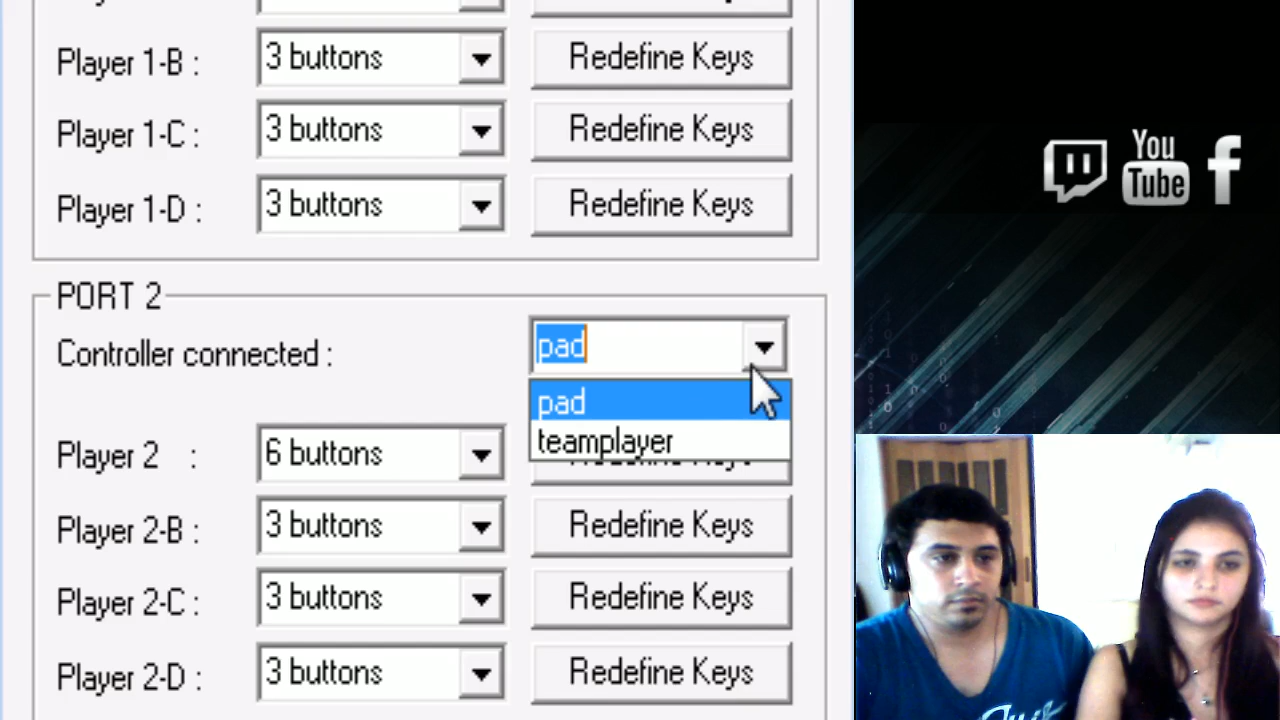 Player 1-B : 3 buttons Redefine Keys
Player 1-C : 3 buttons Redefine Keys
Player 1-D : 3 buttons Redefine Keys
You
Tube
f
PORT 2
Controller connected : pad
pad
teamplayer
Player 2 : 6 buttons Redefine Keys
Player 2-B : 3 buttons Redefine Keys
Player 2-C : 3 buttons Redefine Keys
Player 2-D : 3 buttons Redefine Keys